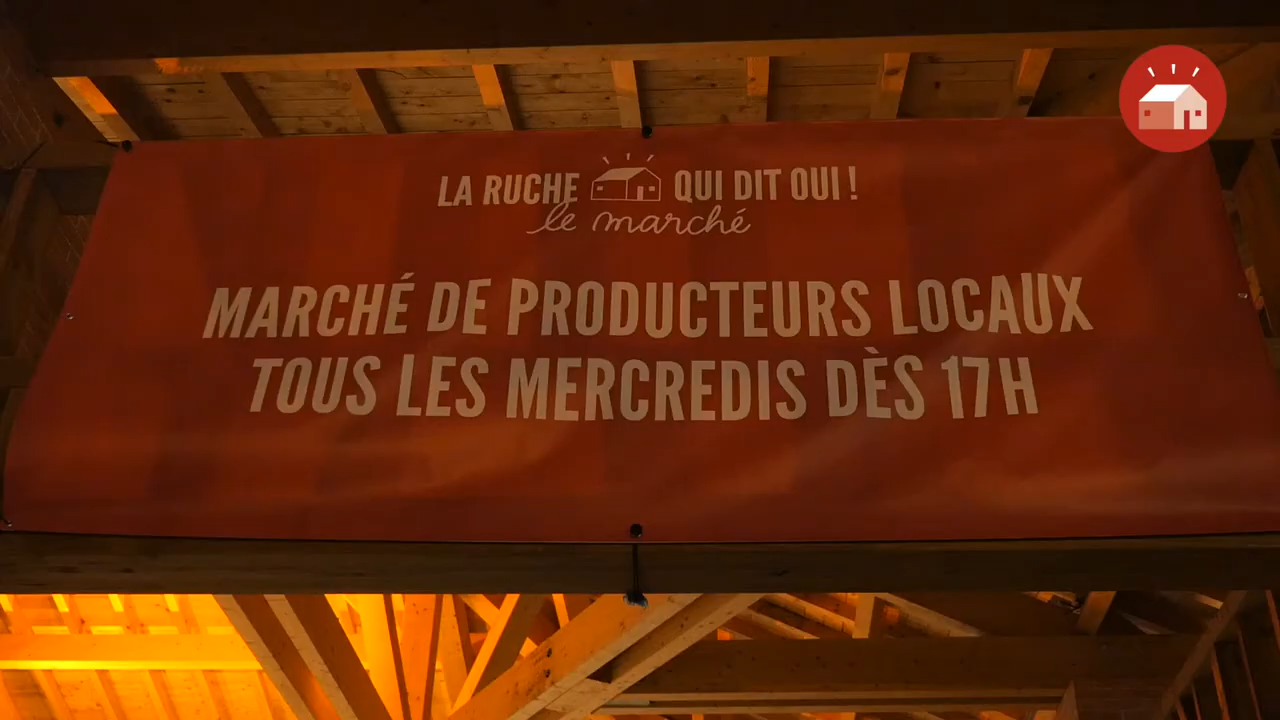 LA RUCHE QUI DIT OUI !
le marché
MARCHÉ DE PRODUCTEURS LOCAUX
TOUS LES MERCREDIS DÈS 17H